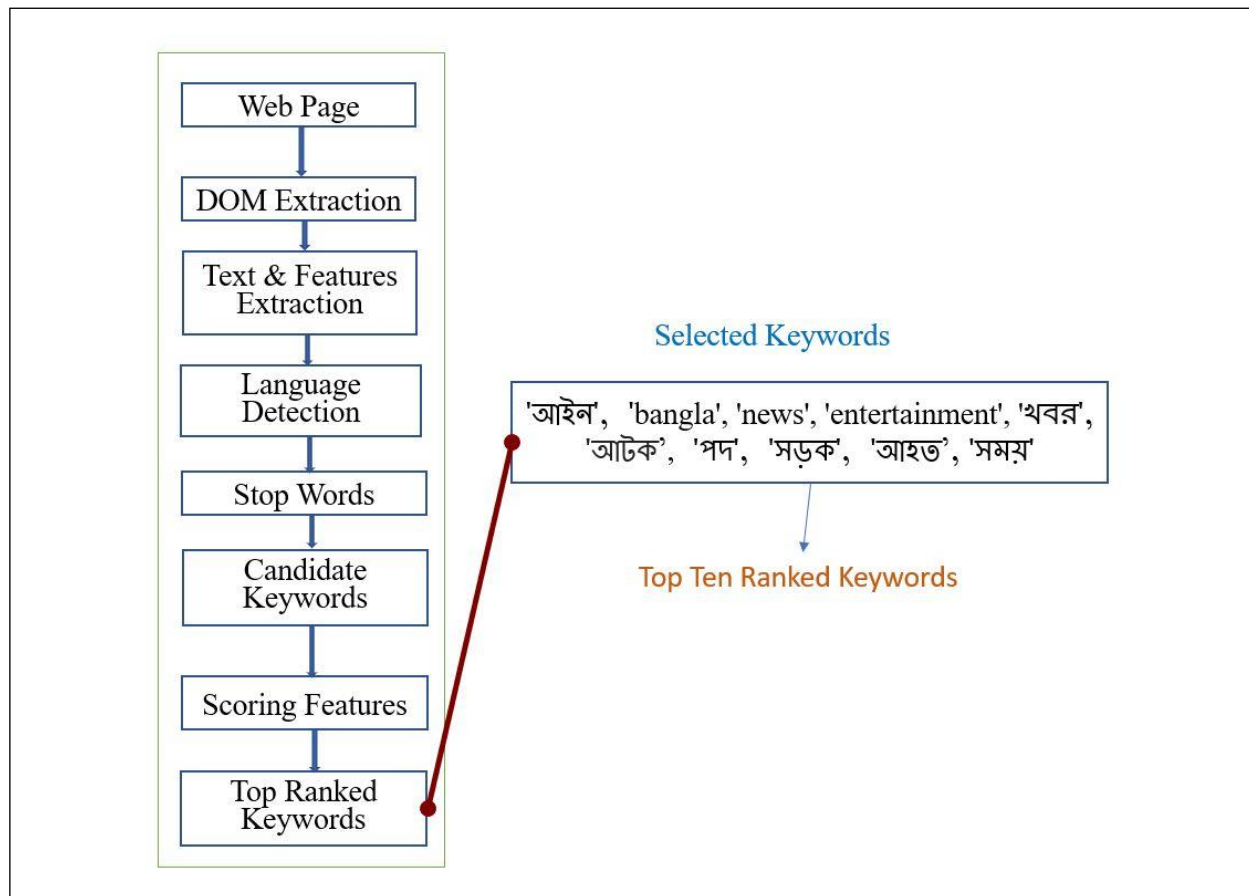 Web Page
DOM Extraction
Text & Features
Extraction
Language
Detection
Stop Words
Candidate
Keywords
Scoring Features
Top Ranked
Keywords
Selected Keywords
'আইন', 'bangla', 'news', 'entertainment', 'খবর',
'আটক’, 'পদ', 'সড়ক', 'আহত’, 'সময়'
Top Ten Ranked Keywords